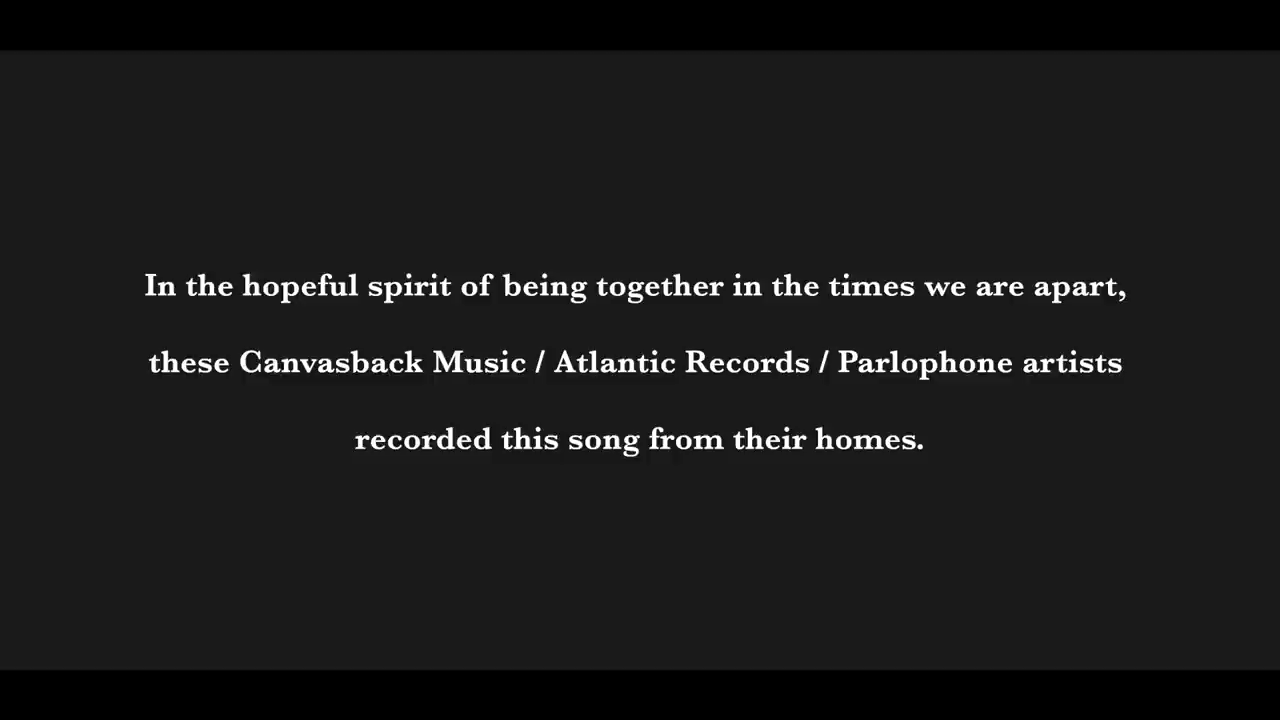 In the hopeful spirit of being together in the times we are apart,
these Canvasback Music / Atlantic Records / Parlophone artists
recorded this song from their homes.